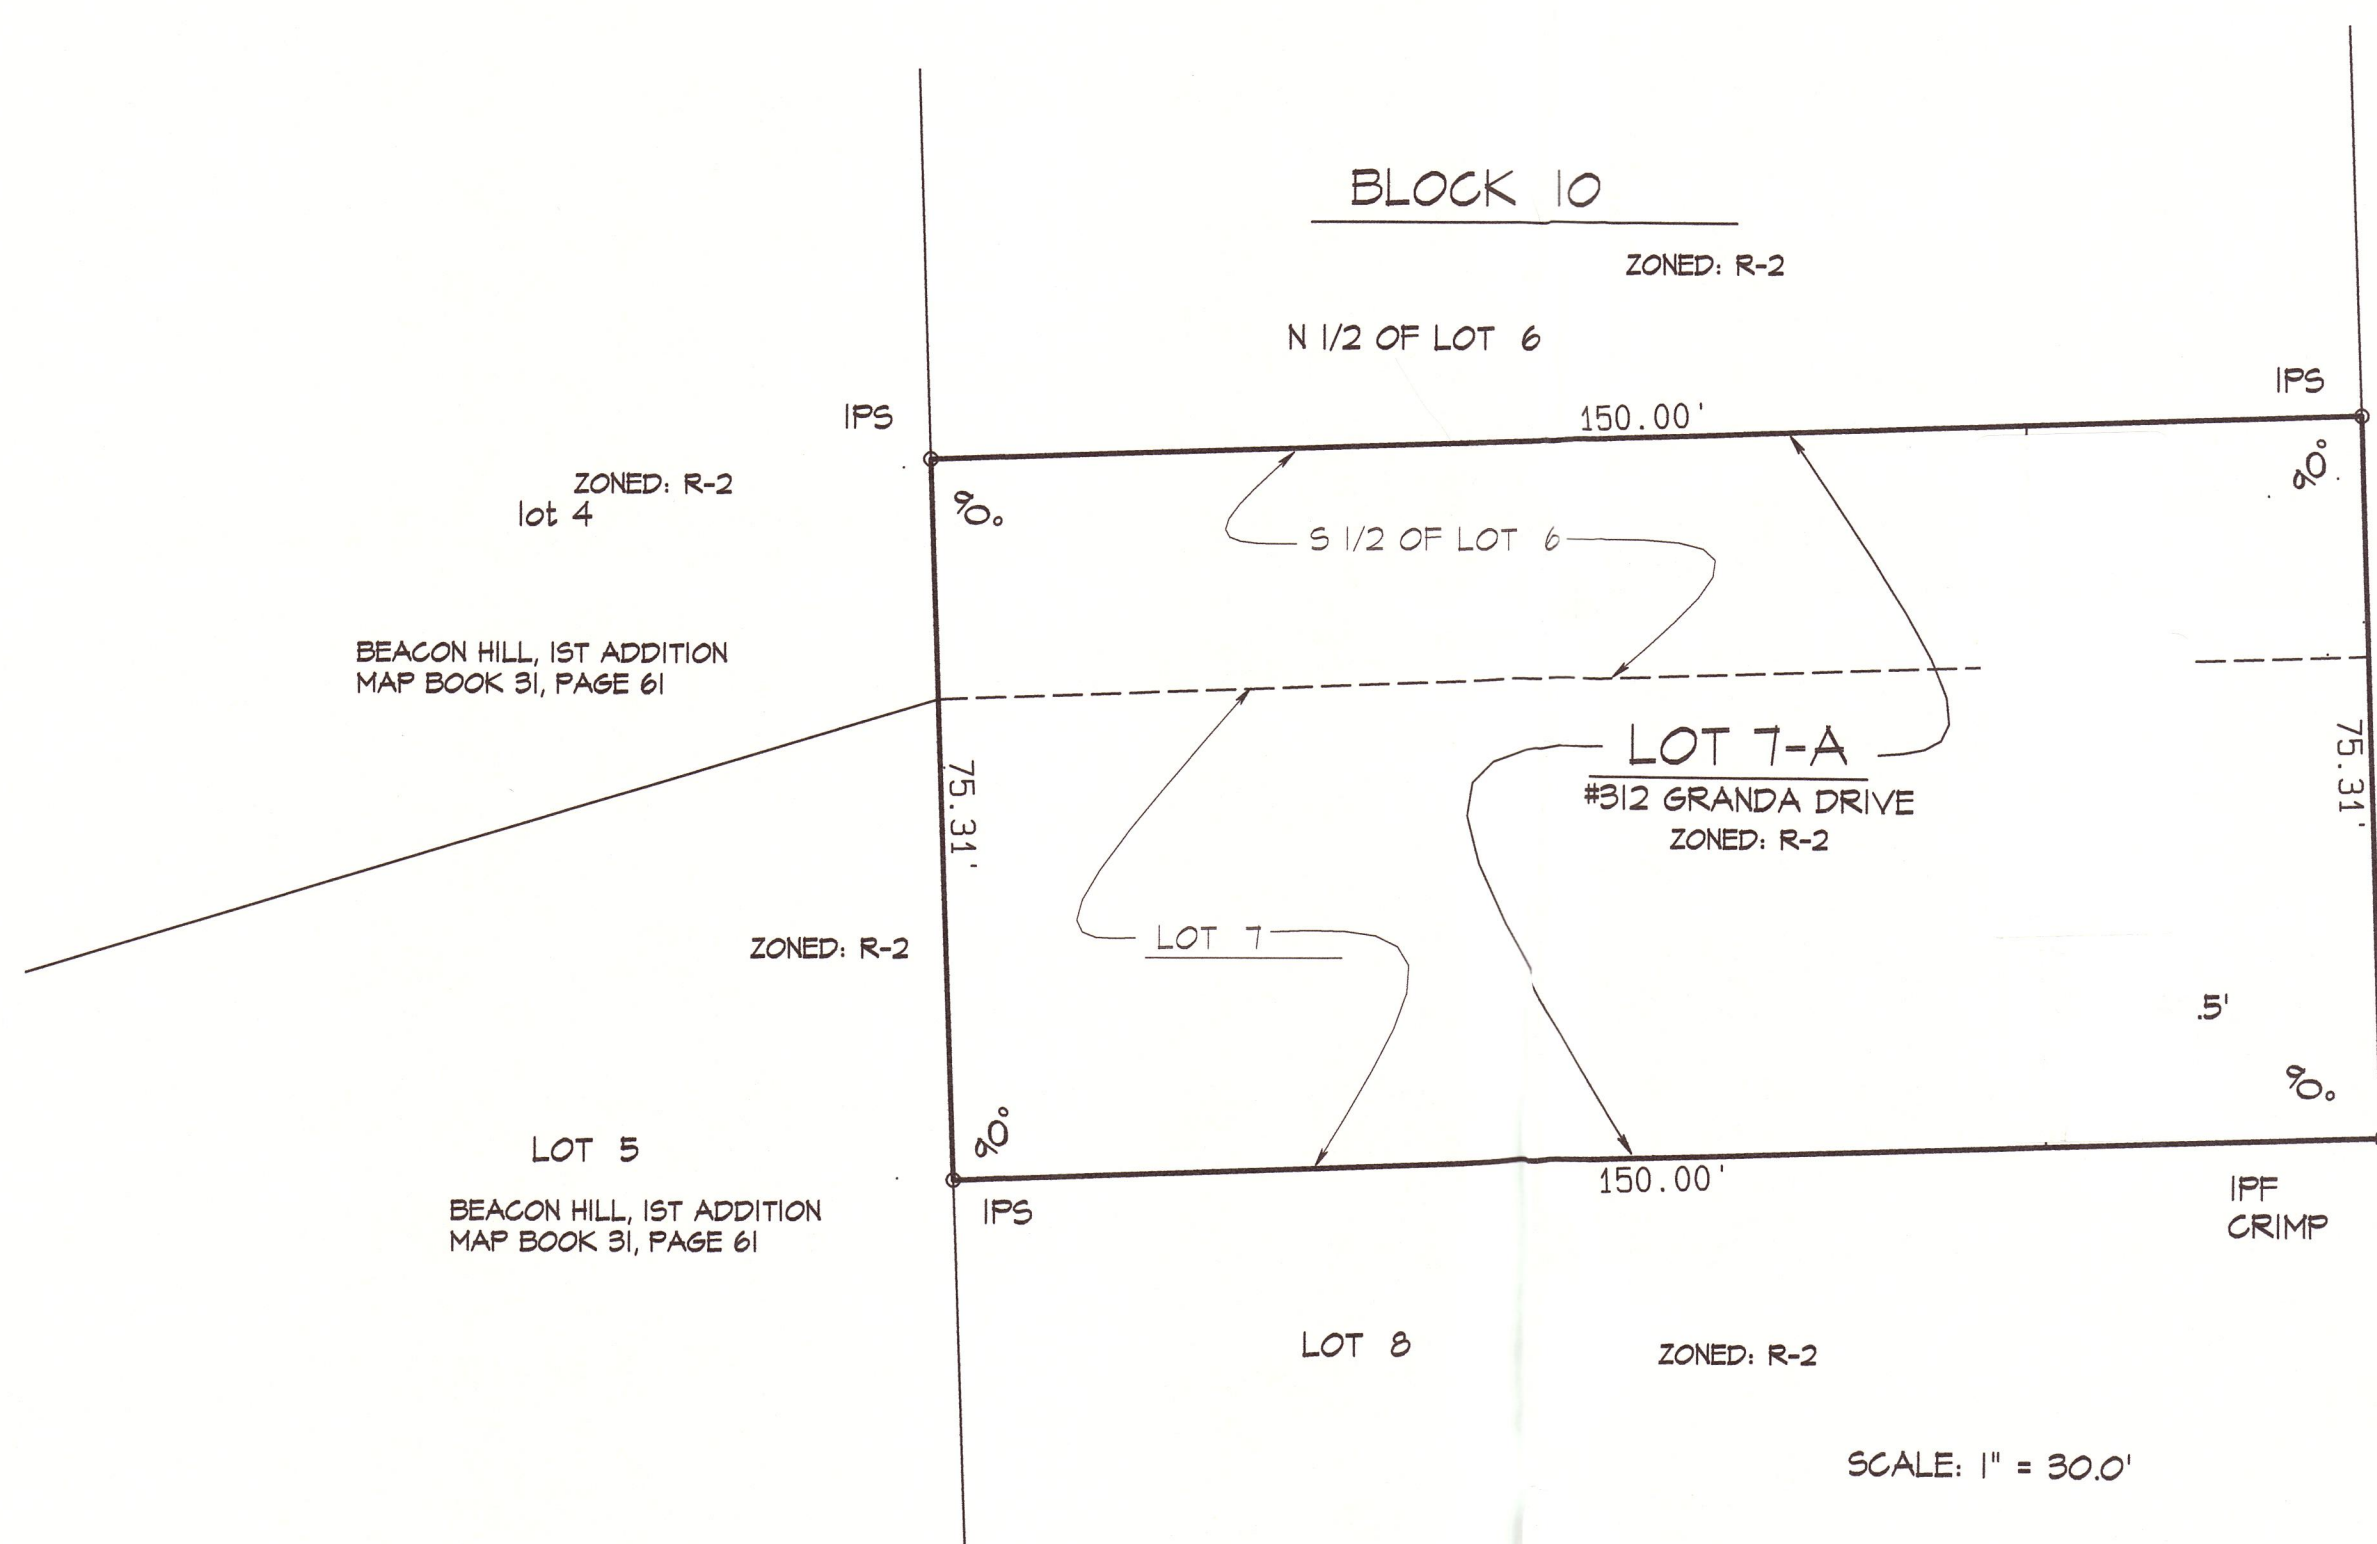 BLOCK 10
ZONED: R-2
N 1/2 OF LOT 6
IPS
IPS
150.00'
90°
ZONED: R-2
lot 4
90°
S 1/2 OF LOT 6
BEACON HILL, 1ST ADDITION
MAP BOOK 31, PAGE 61
LOT 7-A
#312 GRANDA DRIVE
ZONED: R-2
75.31'
75.31'
LOT 7
ZONED: R-2
.5'
90°
90°
LOT 5
150.00'
IPF
CRIMP
BEACON HILL, 1ST ADDITION
MAP BOOK 31, PAGE 61
IPS
LOT 8
ZONED: R-2
SCALE: 1" = 30.0'